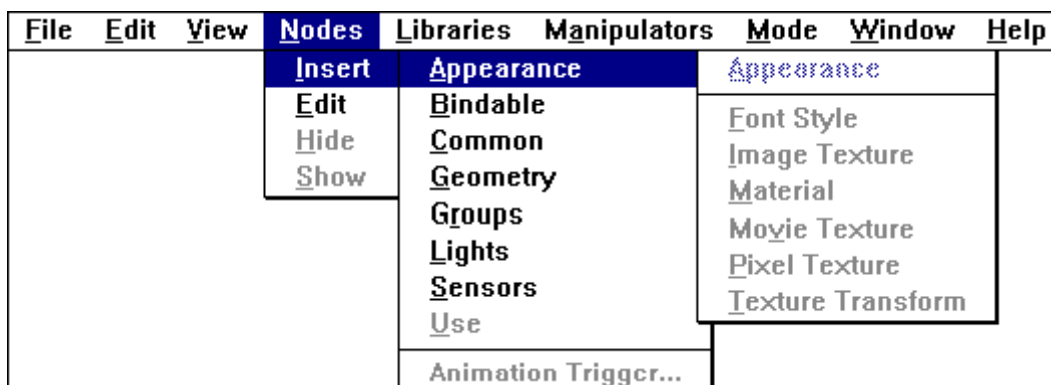 File Edit View Nodes Libraries Manipulators Mode Window Help
Insert
Edit
Hide
Show
Appearance
Bindable
Common
Geometry
Groups
Lights
Sensors
Use
Animation Trigger...
Appearance
Font Style
Image Texture
Material
Movie Texture
Pixel Texture
Texture Transform